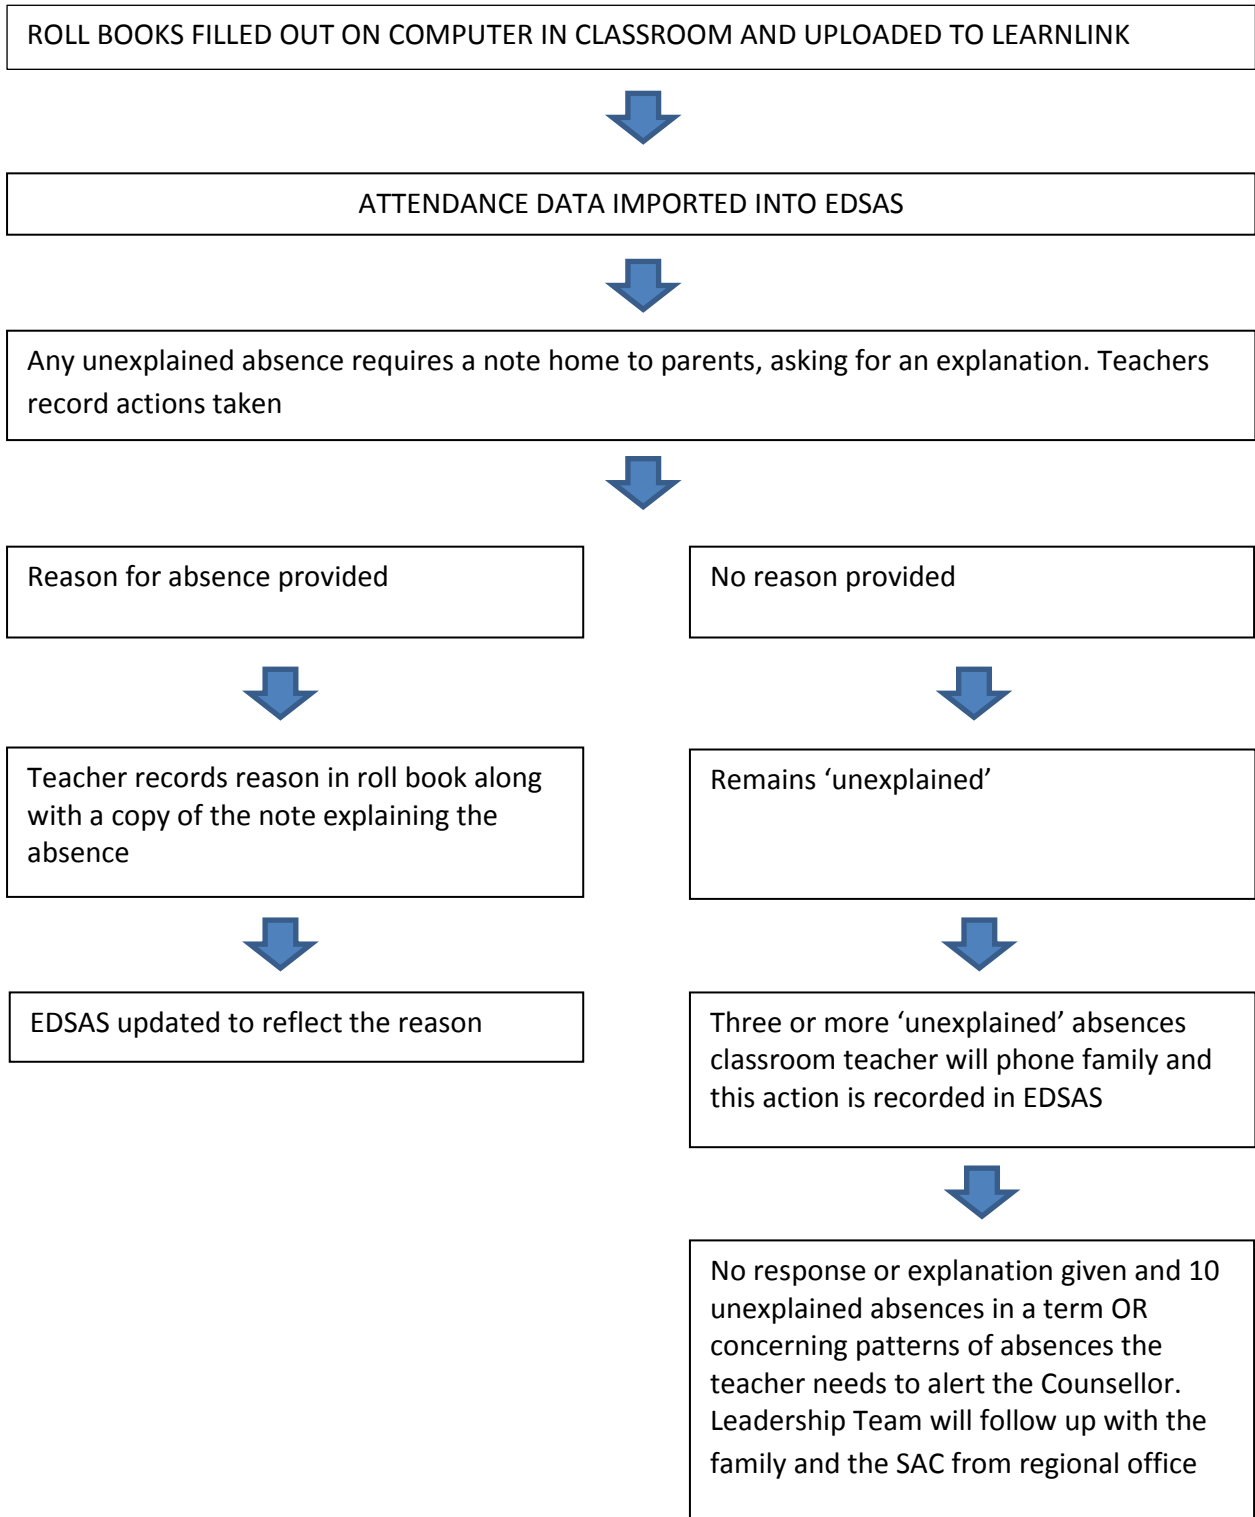 ROLL BOOKS FILLED OUT ON COMPUTER IN CLASSROOM AND UPLOADED TO LEARNLINK
ATTENDANCE DATA IMPORTED INTO EDSAS
Any unexplained absence requires a note home to parents, asking for an explanation. Teachers
record actions taken
Reason for absence provided
No reason provided
Teacher records reason in roll book along
with a copy of the note explaining the
absence
Remains ‘unexplained’
EDSAS updated to reflect the reason
Three or more ‘unexplained’ absences
classroom teacher will phone family and
this action is recorded in EDSAS
No response or explanation given and 10
unexplained absences in a term OR
concerning patterns of absences the
teacher needs to alert the Counsellor.
Leadership Team will follow up with the
family and the SAC from regional office